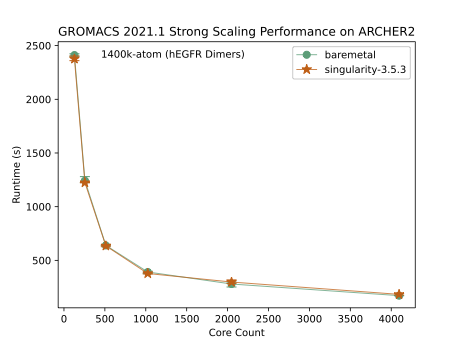 GROMACS 2021.1 Strong Scaling Performance on ARCHER2
1400k-atom (hEGFR Dimers)
baremetal
singularity-3.5.3
2500
2000
1500
1000
500
Runtime (s)
0 500 1000 1500 2000 2500 3000 3500 4000
Core Count